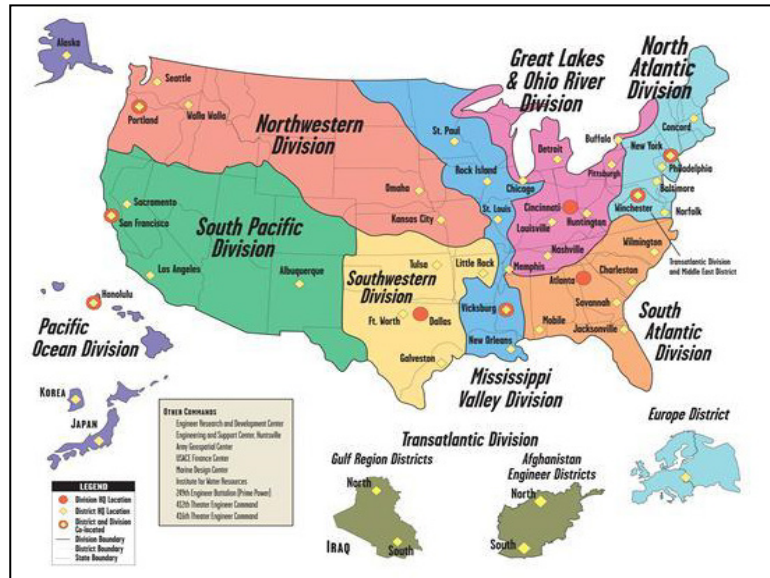 Alaska
Seattle
Portland
Walla Walla
Northwestern
Division
St. Paul
Great Lakes
& Ohio River
Division
North
Atlantic
Division
Concord
Buffalo
New York
Detroit
Philadelphia
Pittsburgh
Baltimore
Rock Island
Chicago
Omaha
Kansas City
St. Louis
Cincinnati
Louisville
Huntington
Winchester
Norfolk
Nashville
Transatlantic Division
and Middle East District
Sacramento
San Francisco
South Pacific
Division
Los Angeles
Albuquerque
Tulsa
Little Rock
Memphis
Southwestern
Division
Ft. Worth
Dallas
Galveston
Vicksburg
New Orleans
Mississippi
Valley Division
Wilmington
Atlanta
Charleston
Savannah
Mobile
Jacksonville
South
Atlantic
Division
Honolulu
Pacific
Ocean Division
Korea
Japan
Other Commands
Engineer Research and Development Center
Engineering and Support Center, Huntsville
Army Geospatial Center
USACE Finance Center
Marine Design Center
Institute for Water Resources
249th Engineer Battalion (Prime Power)
412th Theater Engineer Command
416th Theater Engineer Command
Transatlantic Division
Gulf Region Districts
North
South
Iraq
Afghanistan
Engineer Districts
North
South
Europe District
LEGEND
Division HQ Location
District HQ Location
District and Division
Co-located
Division Boundary
District Boundary
State Boundary